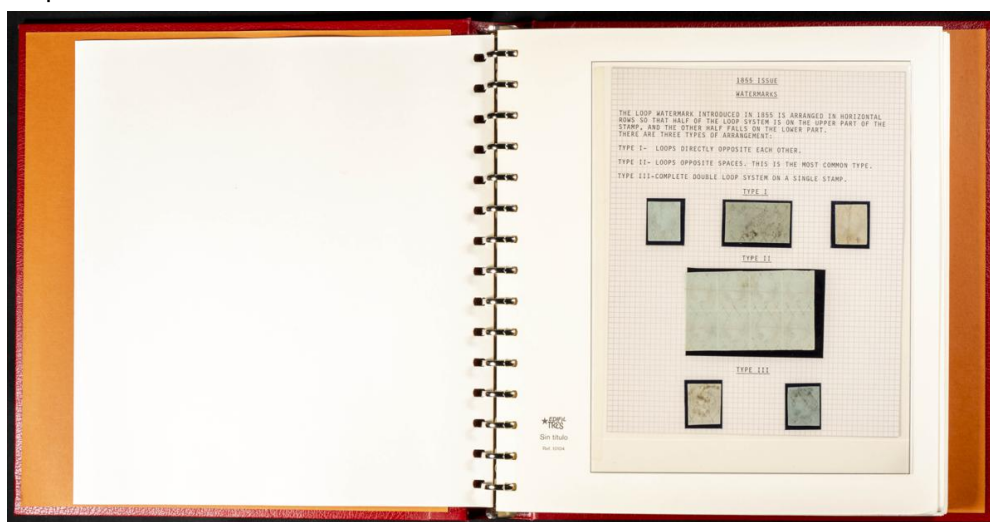 1855 ISSUE
WATERMARKS
THE LOOP WATERMARK INTRODUCED IN 1855 IS ARRANGED IN HORIZONTAL
ROWS SO THAT HALF OF THE LOOP SYSTEM IS ON THE UPPER PART OF THE
STAMP, AND THE OTHER HALF FALLS ON THE LOWER PART.
THERE ARE THREE TYPES OF ARRANGEMENT:
TYPE I- LOOPS DIRECTLY OPPOSITE EACH OTHER.
TYPE II- LOOPS OPPOSITE SPACES. THIS IS THE MOST COMMON TYPE.
TYPE III-COMPLETE DOUBLE LOOP SYSTEM ON A SINGLE STAMP.
TYPE I
TYPE II
TYPE III
EDIFIL
TRES
Sin título